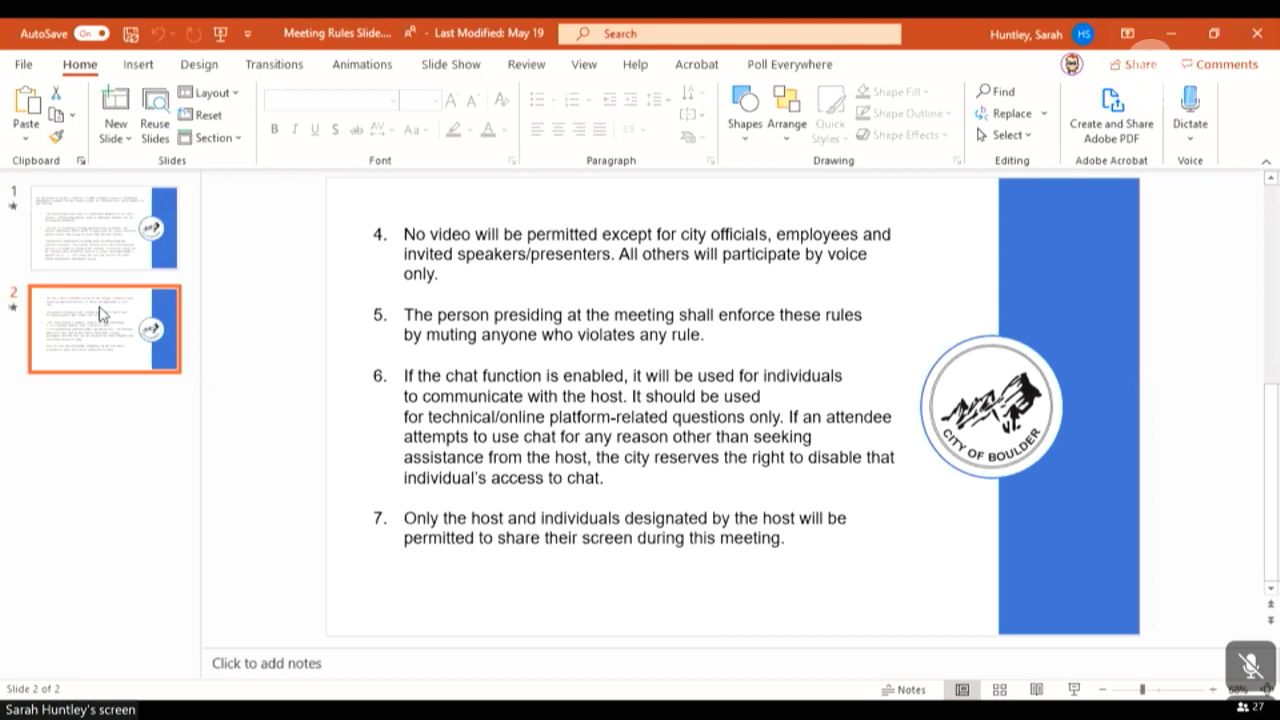 AutoSave On Meeting Rules Slide.... - Last Modified: May 19 Search Huntley, Sarah HS
File Home Insert Design Transitions Animations Slide Show Review View Help Acrobat Poll Everywhere Share Comments
Paste New Slide Reuse Slides Layout Reset Section
B I U S ab AV Aa A
Shapes Arrange Quick Styles Shape Fill Shape Outline Shape Effects
Find Replace Select
Create and Share Adobe PDF Dictate
Clipboard Slides Font Paragraph Drawing Editing Adobe Acrobat Voice
1
2
4. No video will be permitted except for city officials, employees and
invited speakers/presenters. All others will participate by voice
only.
5. The person presiding at the meeting shall enforce these rules
by muting anyone who violates any rule.
6. If the chat function is enabled, it will be used for individuals
to communicate with the host. It should be used
for technical/online platform-related questions only. If an attendee
attempts to use chat for any reason other than seeking
assistance from the host, the city reserves the right to disable that
individual's access to chat.
7. Only the host and individuals designated by the host will be
permitted to share their screen during this meeting.
CITY OF BOULDER
Click to add notes
Slide 2 of 2 Notes
Sarah Huntley's screen 27